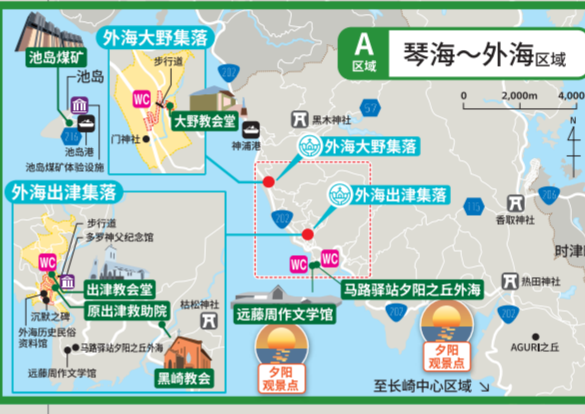 A
区域
琴海～外海区域
0
2,000m
4,000
N
池岛煤矿
池岛
216
池岛港
池岛煤矿体验设施
外海大野集落
步行道
WC
大野教会堂
门神社
神浦港
202
黑木神社
57
外海大野集落
外海出津集落
202
115
香取神社
206
时津
外海出津集落
步行道
多罗神父纪念馆
WC
出津教会堂
原出津救助院
沉默之碑
外海历史民俗
资料馆
马路驿站夕阳之丘外海
远藤周作文学馆
枯松神社
黑崎教会
WC
WC
马路驿站夕阳之丘外海
远藤周作文学馆
夕阳
观景点
202
夕阳
观景点
热田神社
202
AGURI之丘
至长崎中心区域